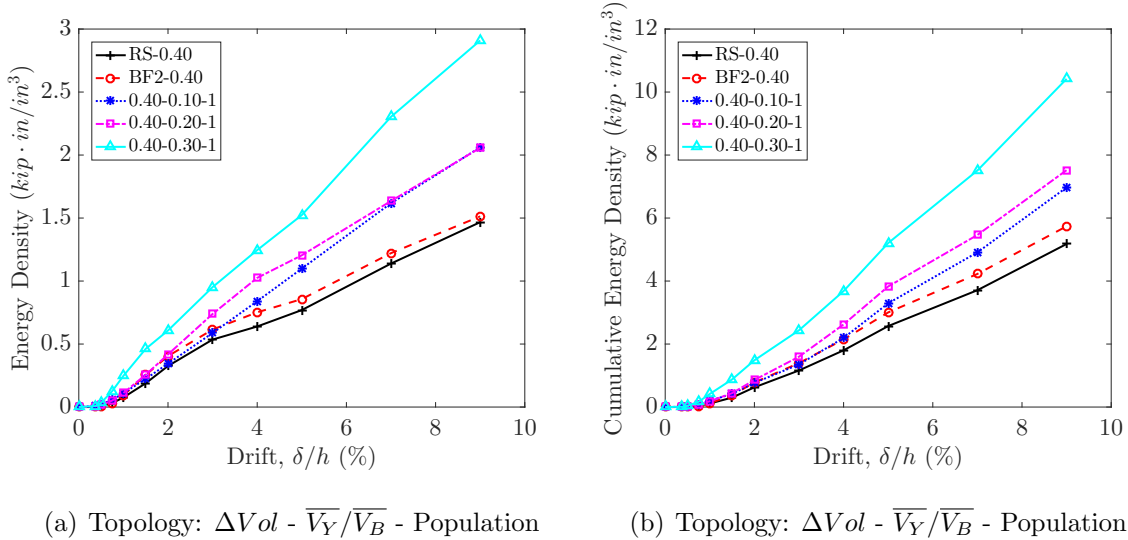 3
2.5
2
1.5
1
0.5
0
Energy Density (kip · in/in³)
RS-0.40
BF2-0.40
0.40-0.10-1
0.40-0.20-1
0.40-0.30-1
0 2 4 6 8 10
Drift, δ/h (%)
(a) Topology: ΔVol - V̅_Y̅/V̅_B̅ - Population
12
10
8
6
4
2
0
Cumulative Energy Density (kip · in/in³)
RS-0.40
BF2-0.40
0.40-0.10-1
0.40-0.20-1
0.40-0.30-1
0 2 4 6 8 10
Drift, δ/h (%)
(b) Topology: ΔVol - V̅_Y̅/V̅_B̅ - Population